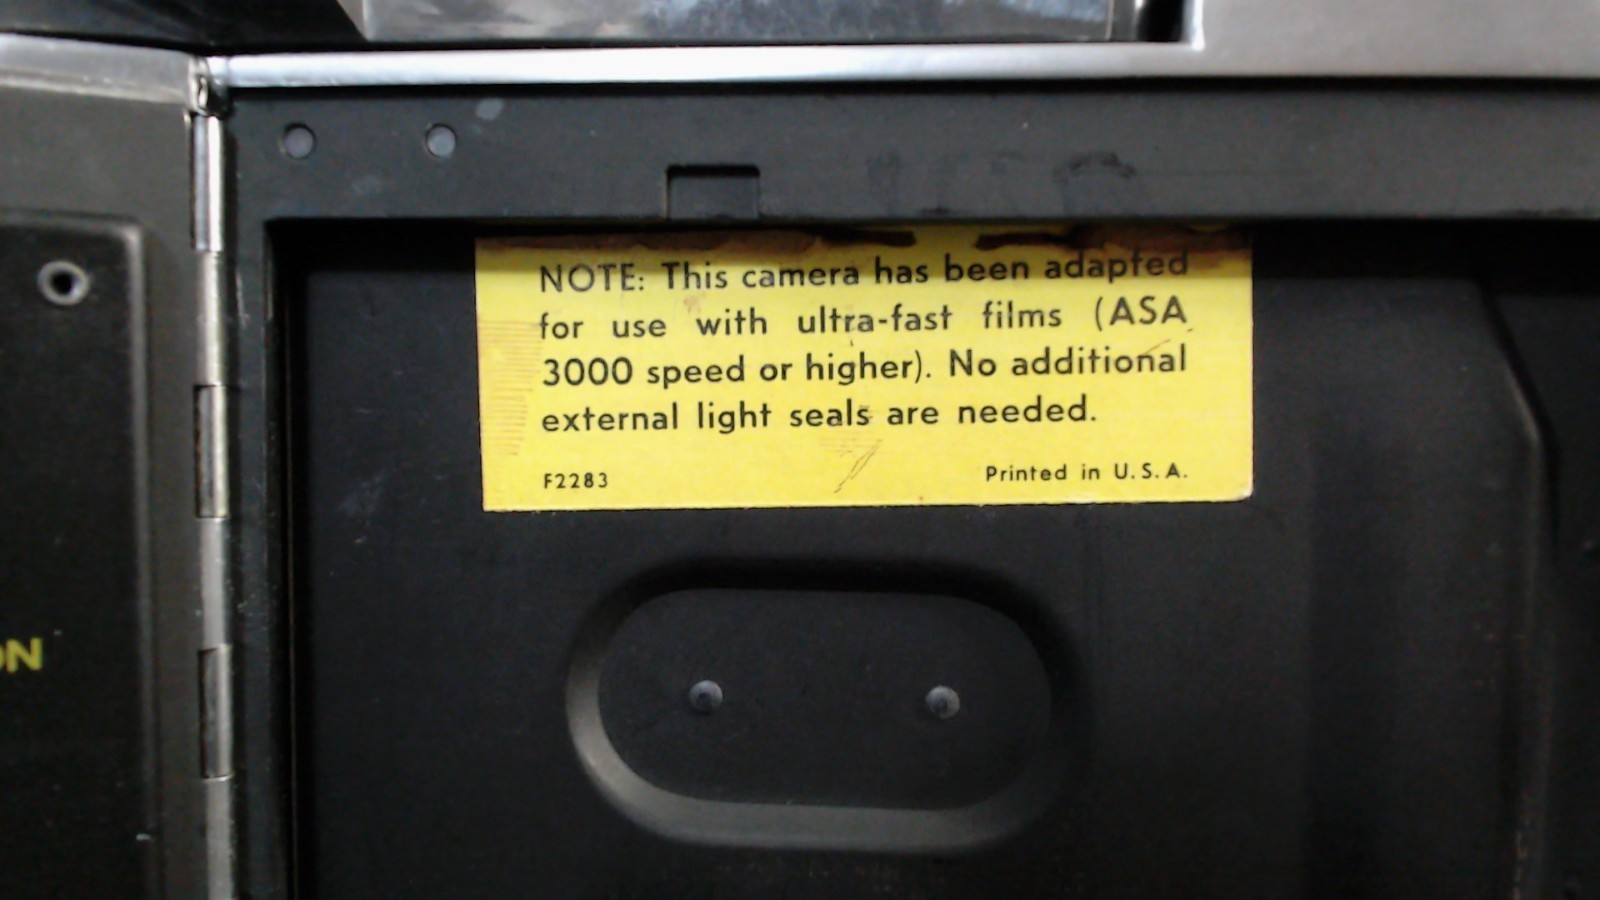 NOTE: This camera has been adapted
for use with ultra-fast films (ASA
3000 speed or higher). No additional
external light seals are needed.
F2283 Printed in U.S.A.
ON